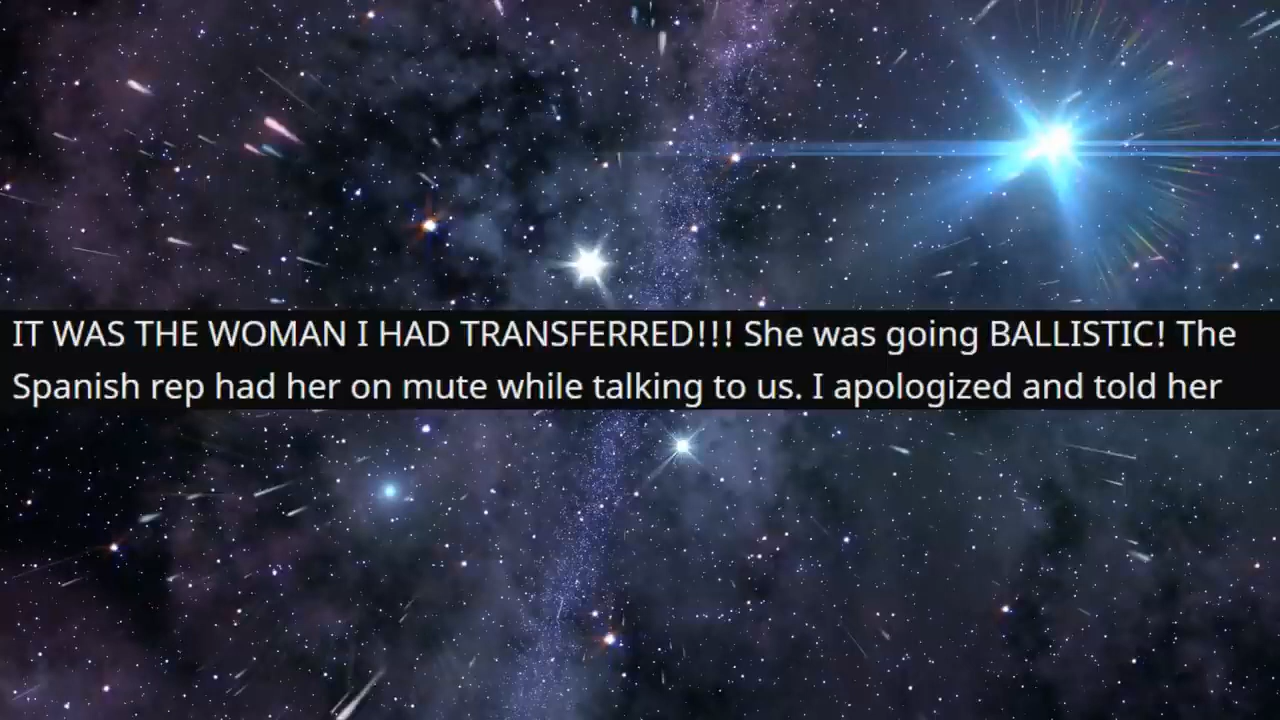 IT WAS THE WOMAN I HAD TRANSFERRED!!! She was going BALLISTIC! The
Spanish rep had her on mute while talking to us. I apologized and told her